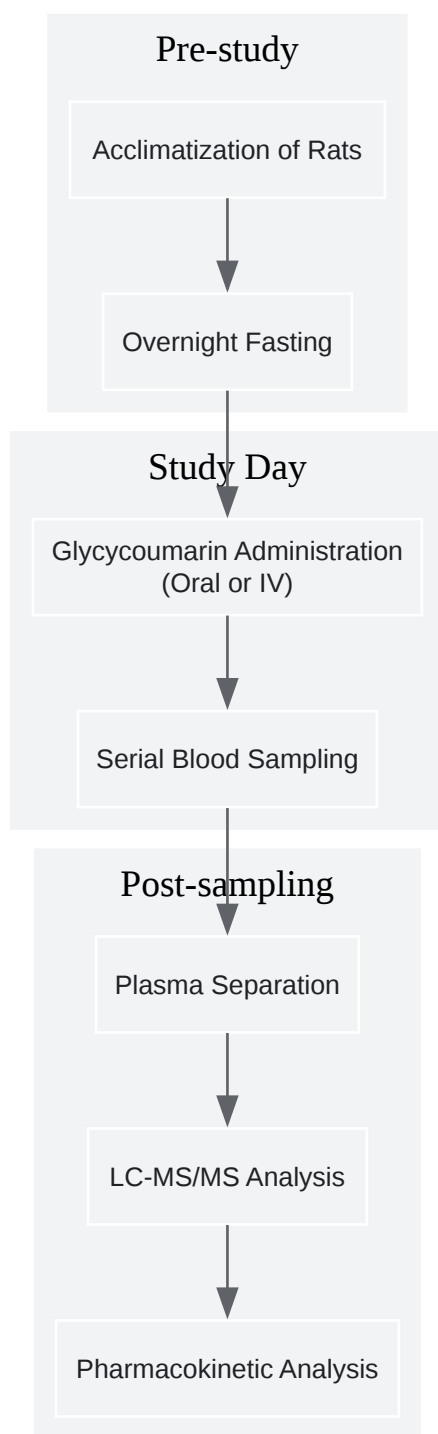 Pre-study
Acclimatization of Rats
Overnight Fasting
Study Day
Glycycoumarin Administration
(Oral or IV)
Serial Blood Sampling
Post-sampling
Plasma Separation
LC-MS/MS Analysis
Pharmacokinetic Analysis